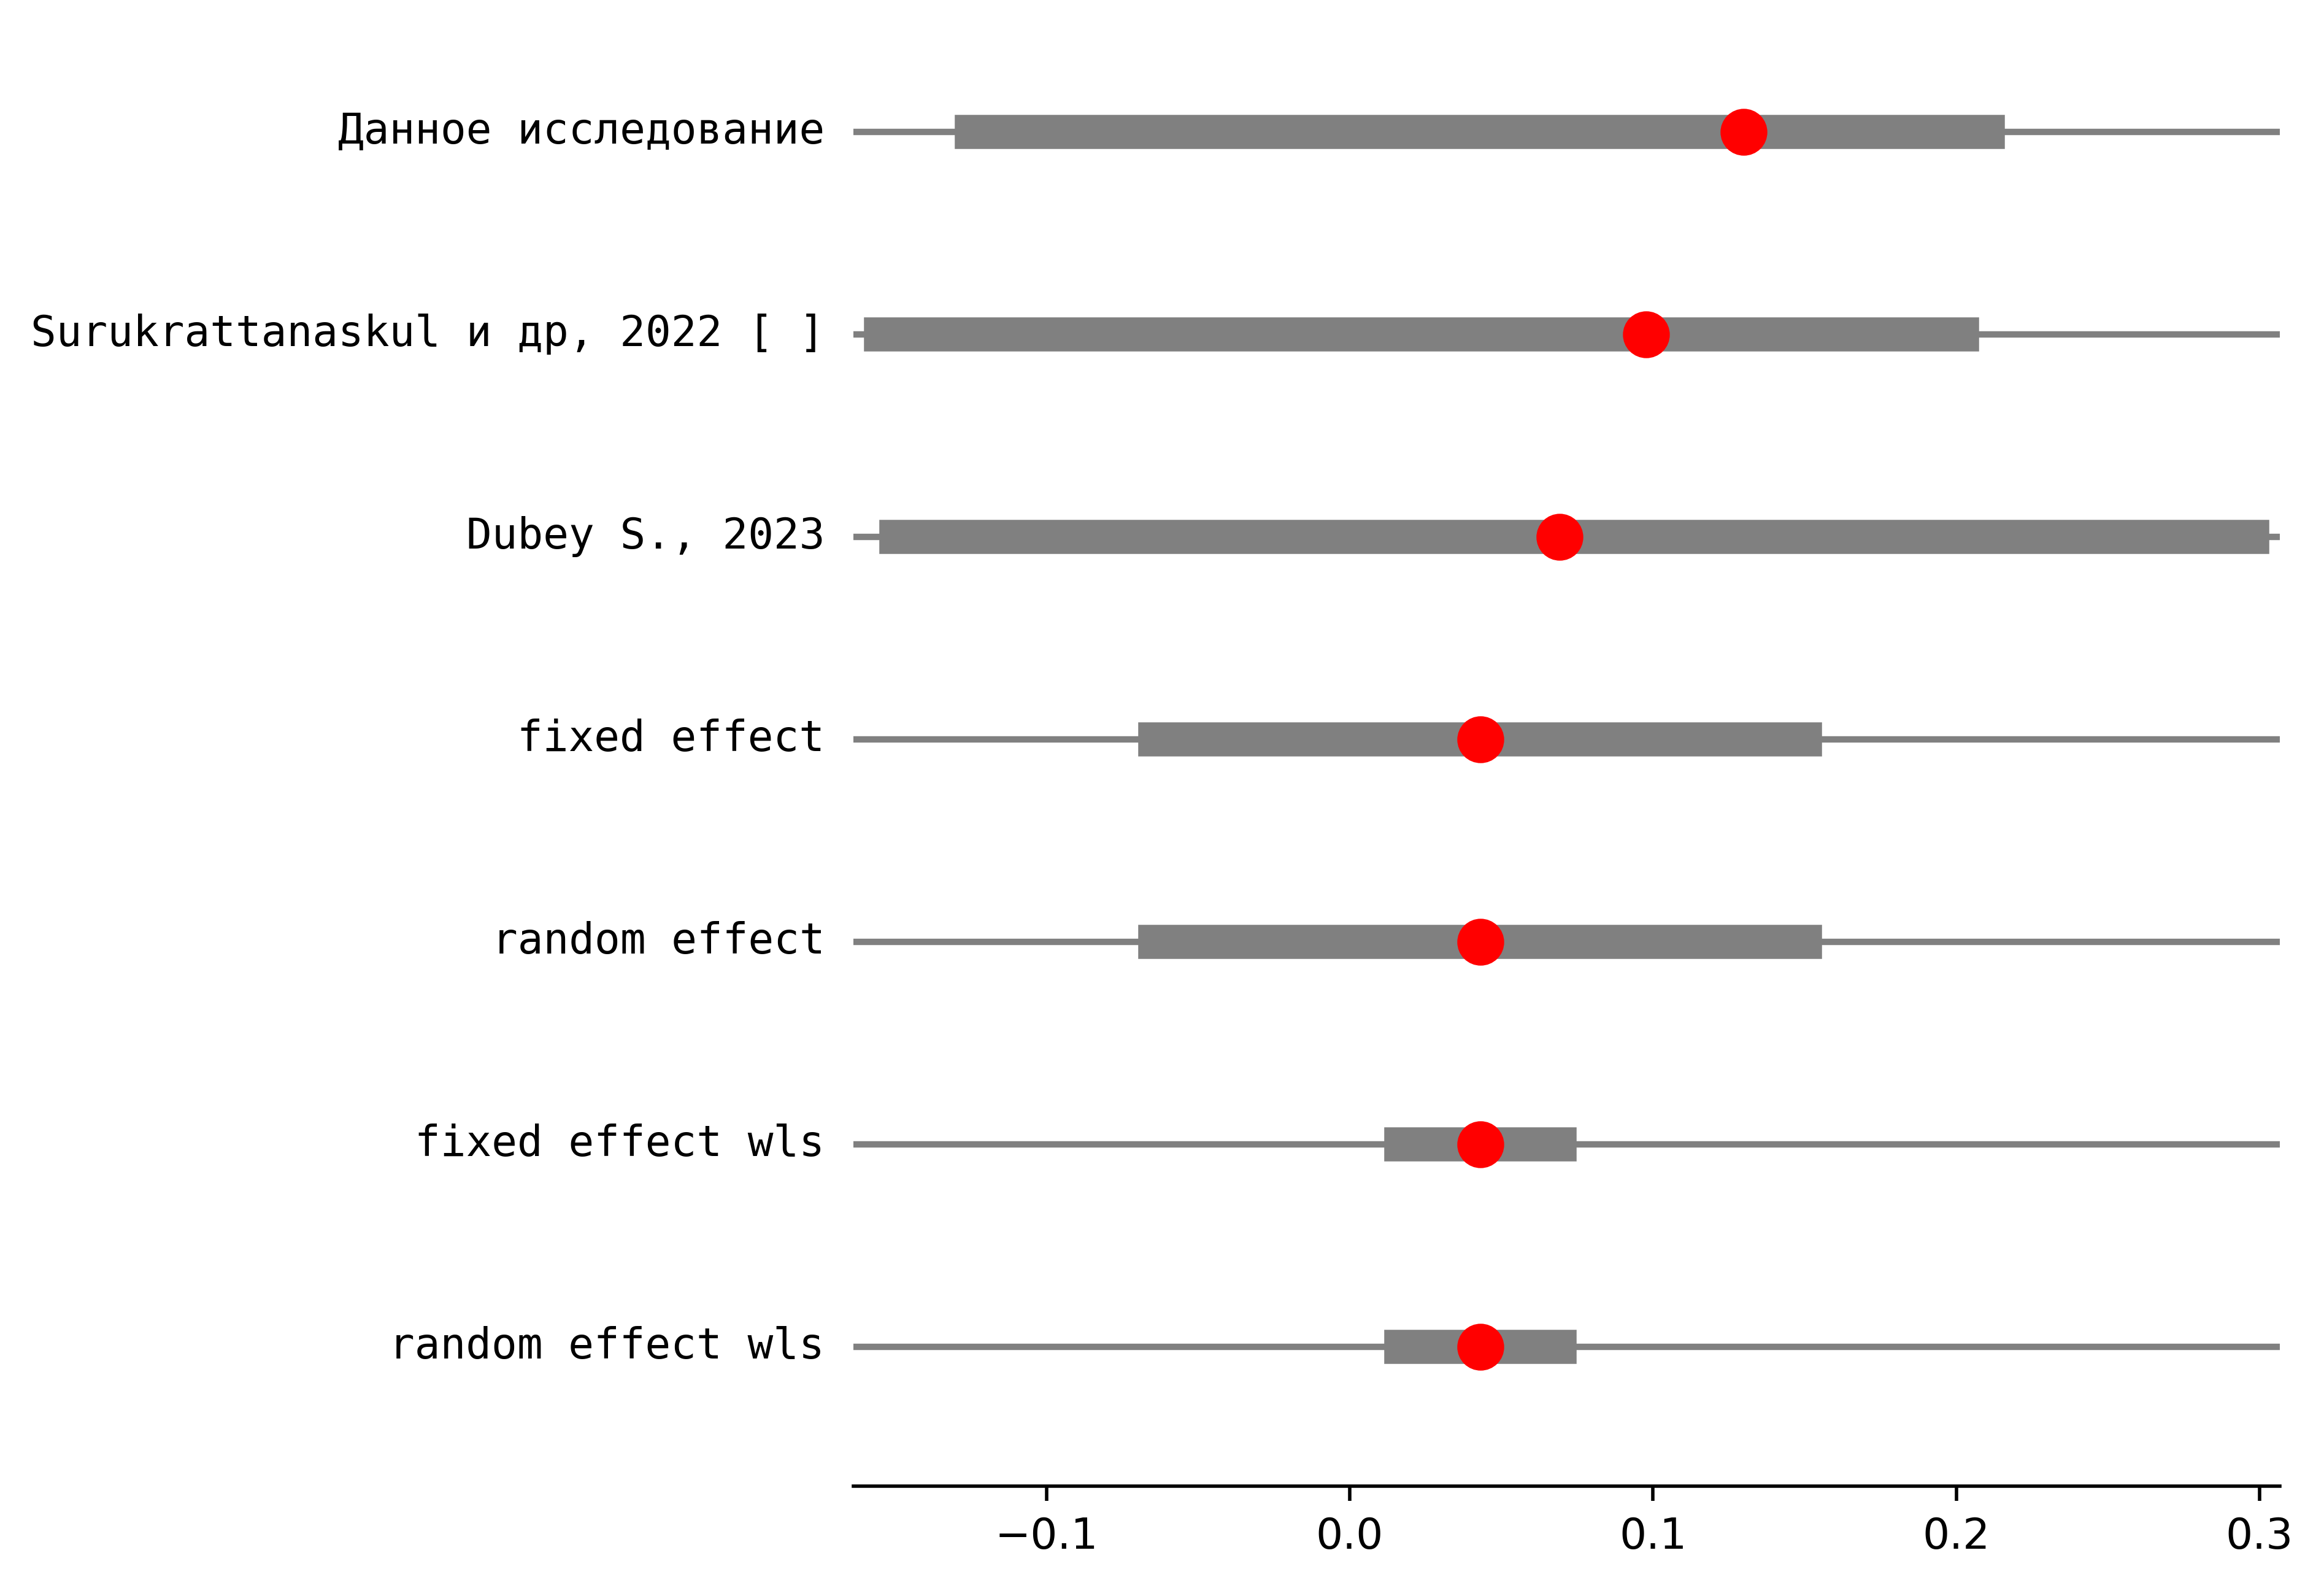 Данное исследование
Surukrattanaskul и др, 2022 [ ]
Dubey S., 2023
fixed effect
random effect
fixed effect wls
random effect wls
−0.1 0.0 0.1 0.2 0.3